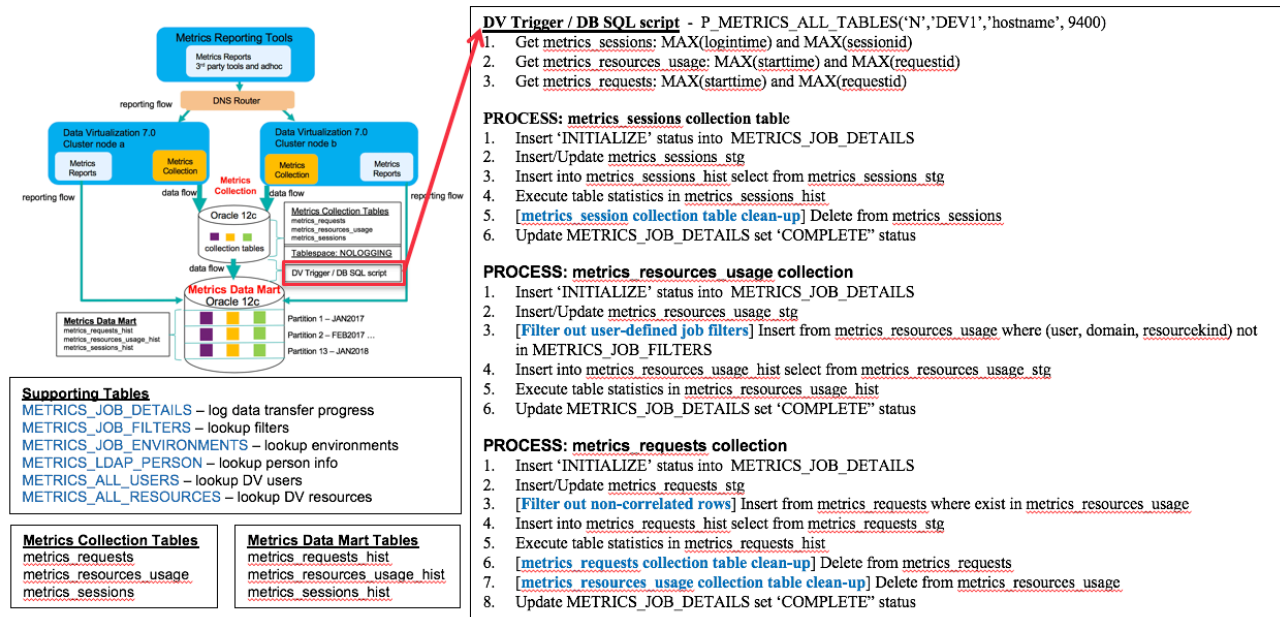 Metrics Reporting Tools
Metrics Reports
3rd party tools and adhoc
reporting flow
DNS Router
Data Virtualization 7.0
Cluster node a
Metrics
Reports
Metrics
Collection
Data Virtualization 7.0
Cluster node b
Metrics
Collection
Metrics
Reports
reporting flow
data flow
Metrics
Collection
data flow
reporting flow
Oracle 12c
collection tables
Metrics Collection Tables
metrics_requests
metrics_resources_usage
metrics_sessions
Tablespace: NOLOGGING
data flow
DV Trigger / DB SQL script
Metrics Data Mart
Oracle 12c
Metrics Data Mart
metrics_requests_hist
metrics_resources_usage_hist
metrics_sessions_hist
Partition 1 – JAN2017
Partition 2 – FEB2017 ...
Partition 13 – JAN2018
Supporting Tables
METRICS_JOB_DETAILS – log data transfer progress
METRICS_JOB_FILTERS – lookup filters
METRICS_JOB_ENVIRONMENTS – lookup environments
METRICS_LDAP_PERSON – lookup person info
METRICS_ALL_USERS – lookup DV users
METRICS_ALL_RESOURCES – lookup DV resources
Metrics Collection Tables
metrics_requests
metrics_resources_usage
metrics_sessions
Metrics Data Mart Tables
metrics_requests_hist
metrics_resources_usage_hist
metrics_sessions_hist
DV Trigger / DB SQL script - P_METRICS_ALL_TABLES('N','DEV1','hostname', 9400)
1. Get metrics_sessions: MAX(logintime) and MAX(sessionid)
2. Get metrics_resources_usage: MAX(starttime) and MAX(requestid)
3. Get metrics_requests: MAX(starttime) and MAX(requestid)
PROCESS: metrics_sessions collection table
1. Insert 'INITIALIZE' status into METRICS_JOB_DETAILS
2. Insert/Update metrics_sessions_stg
3. Insert into metrics_sessions_hist select from metrics_sessions_stg
4. Execute table statistics in metrics_sessions_hist
5. [metrics_session collection table clean-up] Delete from metrics_sessions
6. Update METRICS_JOB_DETAILS set 'COMPLETE" status
PROCESS: metrics_resources_usage collection
1. Insert 'INITIALIZE' status into METRICS_JOB_DETAILS
2. Insert/Update metrics_resources_usage_stg
3. [Filter out user-defined job filters] Insert from metrics_resources_usage where (user, domain, resourcekind) not
in METRICS_JOB_FILTERS
4. Insert into metrics_resources_usage_hist select from metrics_resources_usage_stg
5. Execute table statistics in metrics_resources_usage_hist
6. Update METRICS_JOB_DETAILS set 'COMPLETE" status
PROCESS: metrics_requests collection
1. Insert 'INITIALIZE' status into METRICS_JOB_DETAILS
2. Insert/Update metrics_requests_stg
3. [Filter out non-correlated rows] Insert from metrics_requests where exist in metrics_resources_usage
4. Insert into metrics_requests_hist select from metrics_requests_stg
5. Execute table statistics in metrics_requests_hist
6. [metrics_requests collection table clean-up] Delete from metrics_requests
7. [metrics_resources_usage collection table clean-up] Delete from metrics_resources_usage
8. Update METRICS_JOB_DETAILS set 'COMPLETE" status